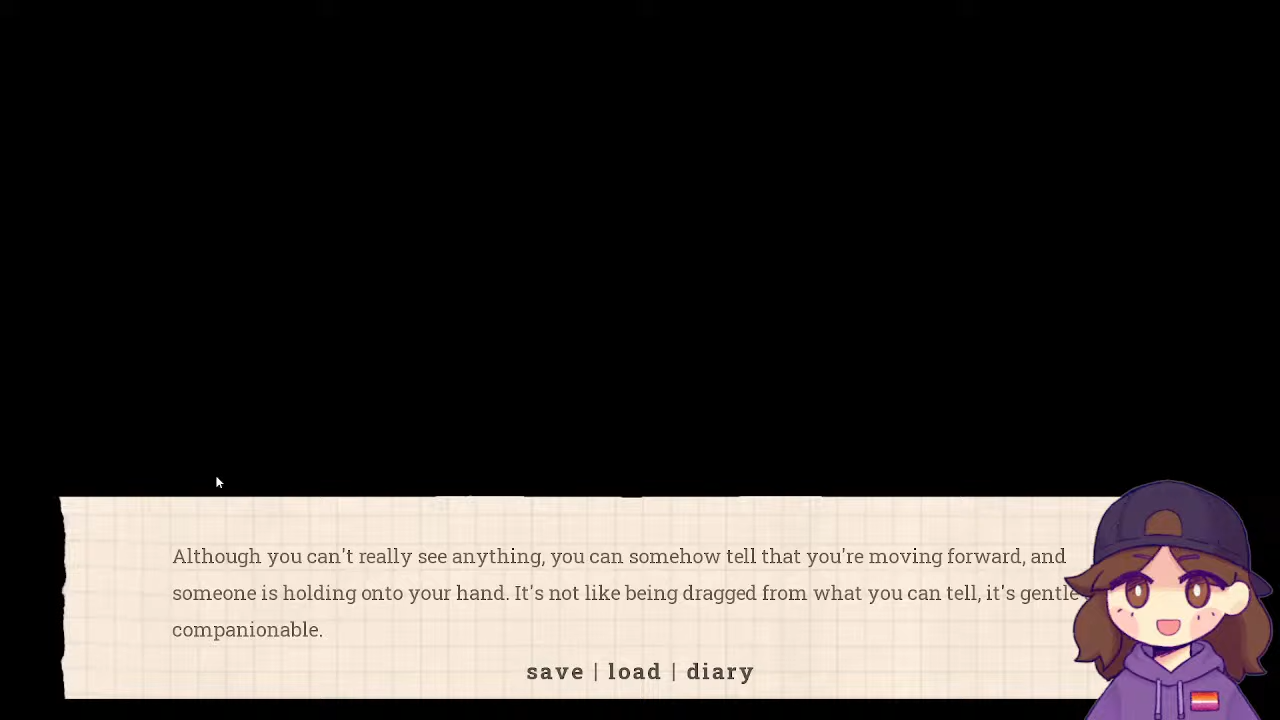 Although you can't really see anything, you can somehow tell that you're moving forward, and
someone is holding onto your hand. It's not like being dragged from what you can tell, it's gentle
companionable.
save | load | diary